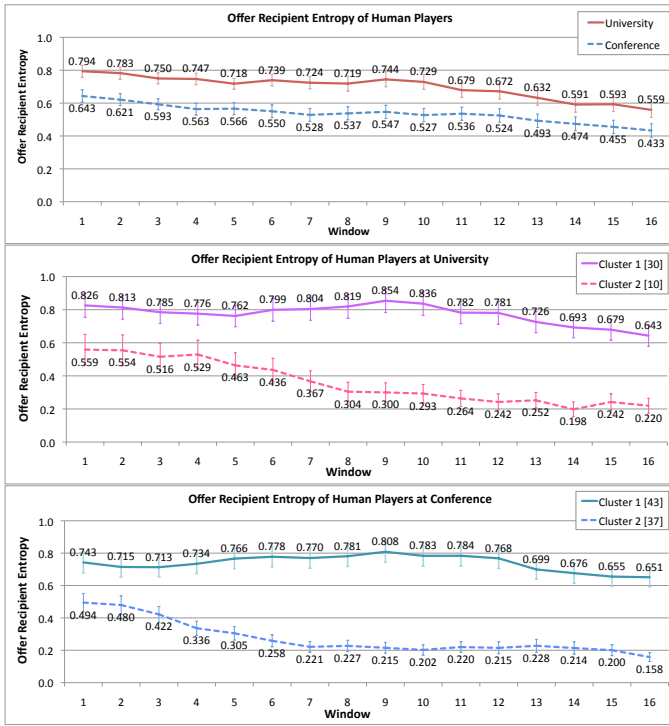 Offer Recipient Entropy of Human Players
University
Conference
Offer Recipient Entropy
1.0
0.8
0.6
0.4
0.2
0.0
0.794 0.783 0.750 0.747 0.718 0.739 0.724 0.719 0.744 0.729 0.679 0.672 0.632 0.591 0.593 0.559
0.643 0.621 0.593 0.563 0.566 0.550 0.528 0.537 0.547 0.527 0.536 0.524 0.493 0.474 0.455 0.433
1 2 3 4 5 6 7 8 9 10 11 12 13 14 15 16
Window
Offer Recipient Entropy of Human Players at University
Cluster 1 [30]
Cluster 2 [10]
Offer Recipient Entropy
1.0
0.8
0.6
0.4
0.2
0.0
0.826 0.813 0.785 0.776 0.762 0.799 0.804 0.819 0.854 0.836 0.782 0.781 0.726 0.693 0.679 0.643
0.559 0.554 0.516 0.529 0.463 0.436 0.367 0.304 0.300 0.293 0.264 0.242 0.252 0.198 0.242 0.220
1 2 3 4 5 6 7 8 9 10 11 12 13 14 15 16
Window
Offer Recipient Entropy of Human Players at Conference
Cluster 1 [43]
Cluster 2 [37]
Offer Recipient Entropy
1.0
0.8
0.6
0.4
0.2
0.0
0.743 0.715 0.713 0.734 0.766 0.778 0.770 0.781 0.808 0.783 0.784 0.768 0.699 0.676 0.655 0.651
0.494 0.480 0.422 0.336 0.305 0.258 0.221 0.227 0.215 0.202 0.220 0.215 0.228 0.214 0.200 0.158
1 2 3 4 5 6 7 8 9 10 11 12 13 14 15 16
Window